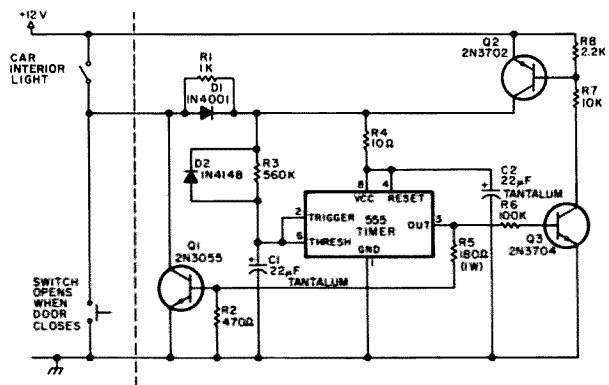 +12V
CAR
INTERIOR
LIGHT
R1
1K
D1
1N4001
Q2
2N3702
R8
2.2K
R7
10K
R4
10Ω
D2
1N4148
R3
560K
C2
22µF
TANTALUM
8
4
VCC
RESET
2
TRIGGER
555
TIMER
OUT
3
6
THRESH
GND
1
R6
100K
Q3
2N3704
R5
180Ω
(1W)
Q1
2N3055
C1
22µF
TANTALUM
R2
470Ω
SWITCH
OPENS
WHEN
DOOR
CLOSES